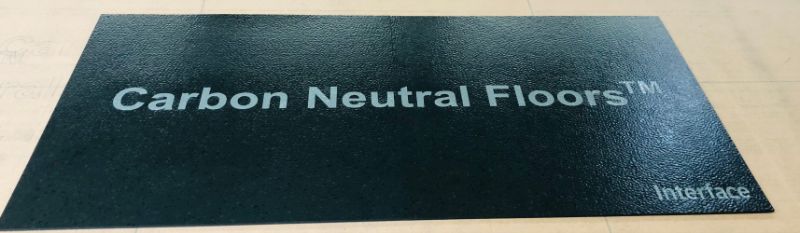 Carbon Neutral Floors™
Interface